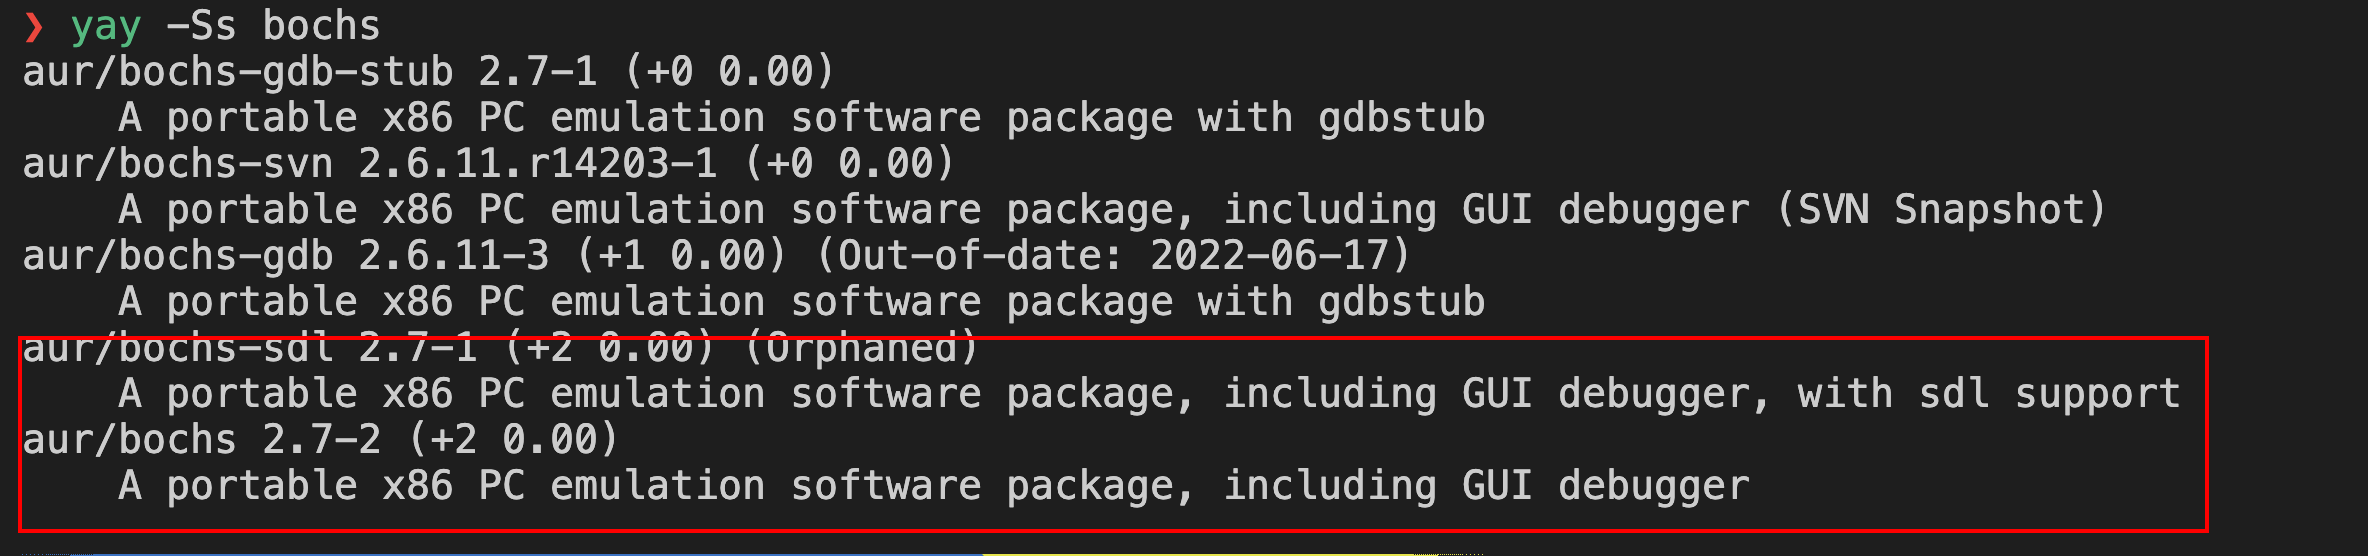 ❯ yay -Ss bochs
aur/bochs-gdb-stub 2.7-1 (+0 0.00)
A portable x86 PC emulation software package with gdbstub
aur/bochs-svn 2.6.11.r14203-1 (+0 0.00)
A portable x86 PC emulation software package, including GUI debugger (SVN Snapshot)
aur/bochs-gdb 2.6.11-3 (+1 0.00) (Out-of-date: 2022-06-17)
A portable x86 PC emulation software package with gdbstub
aur/bochs-sdl 2.7-1 (+2 0.00) (Orphaned)
A portable x86 PC emulation software package, including GUI debugger, with sdl support
aur/bochs 2.7-2 (+2 0.00)
A portable x86 PC emulation software package, including GUI debugger